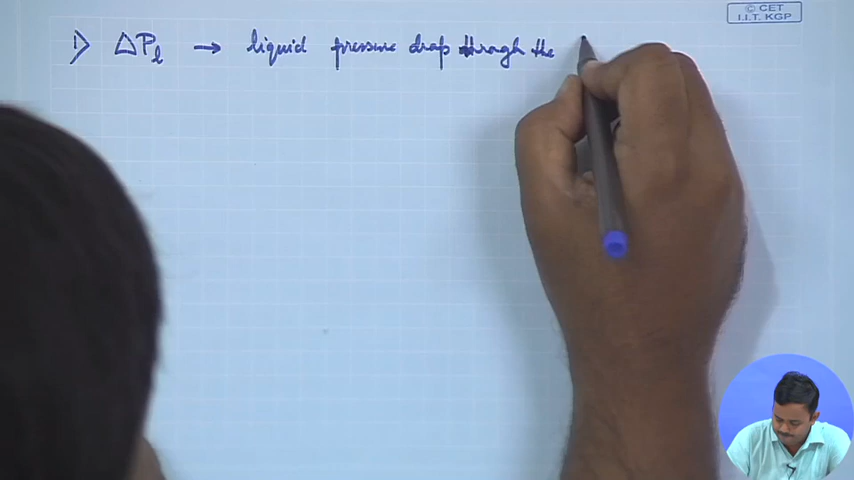 © CET
I.I.T. KGP
1) ΔPₗ → liquid pressure drop through the